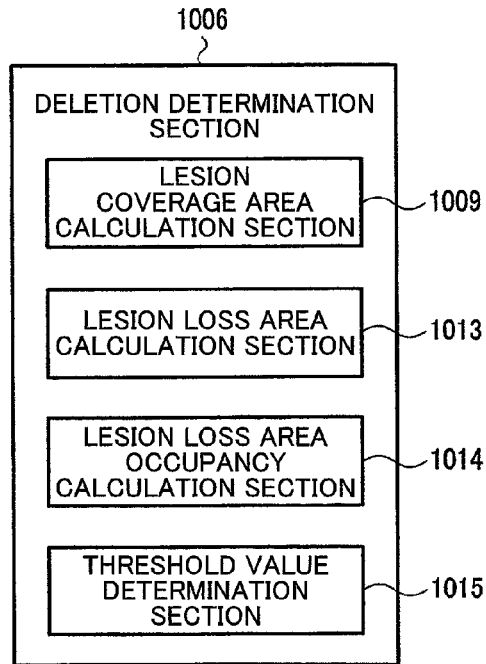 1006
DELETION DETERMINATION
SECTION
LESION
COVERAGE AREA
CALCULATION SECTION
1009
LESION LOSS AREA
CALCULATION SECTION
1013
LESION LOSS AREA
OCCUPANCY
CALCULATION SECTION
1014
THRESHOLD VALUE
DETERMINATION
SECTION
1015